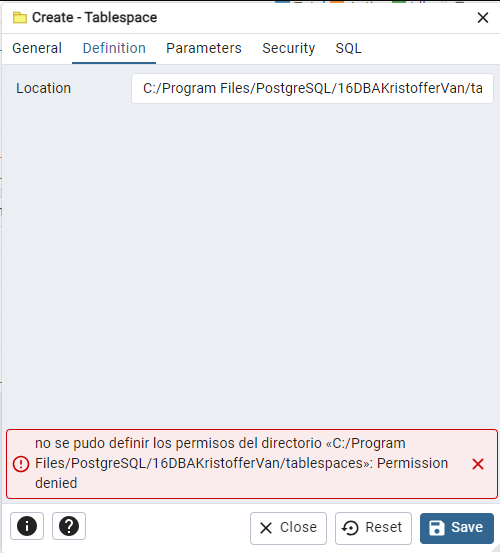 Create - Tablespace
General Definition Parameters Security SQL
Location C:/Program Files/PostgreSQL/16DBAKristofferVan/ta
no se pudo definir los permisos del directorio «C:/Program
Files/PostgreSQL/16DBAKristofferVan/tablespaces»: Permission
denied
Close Reset Save